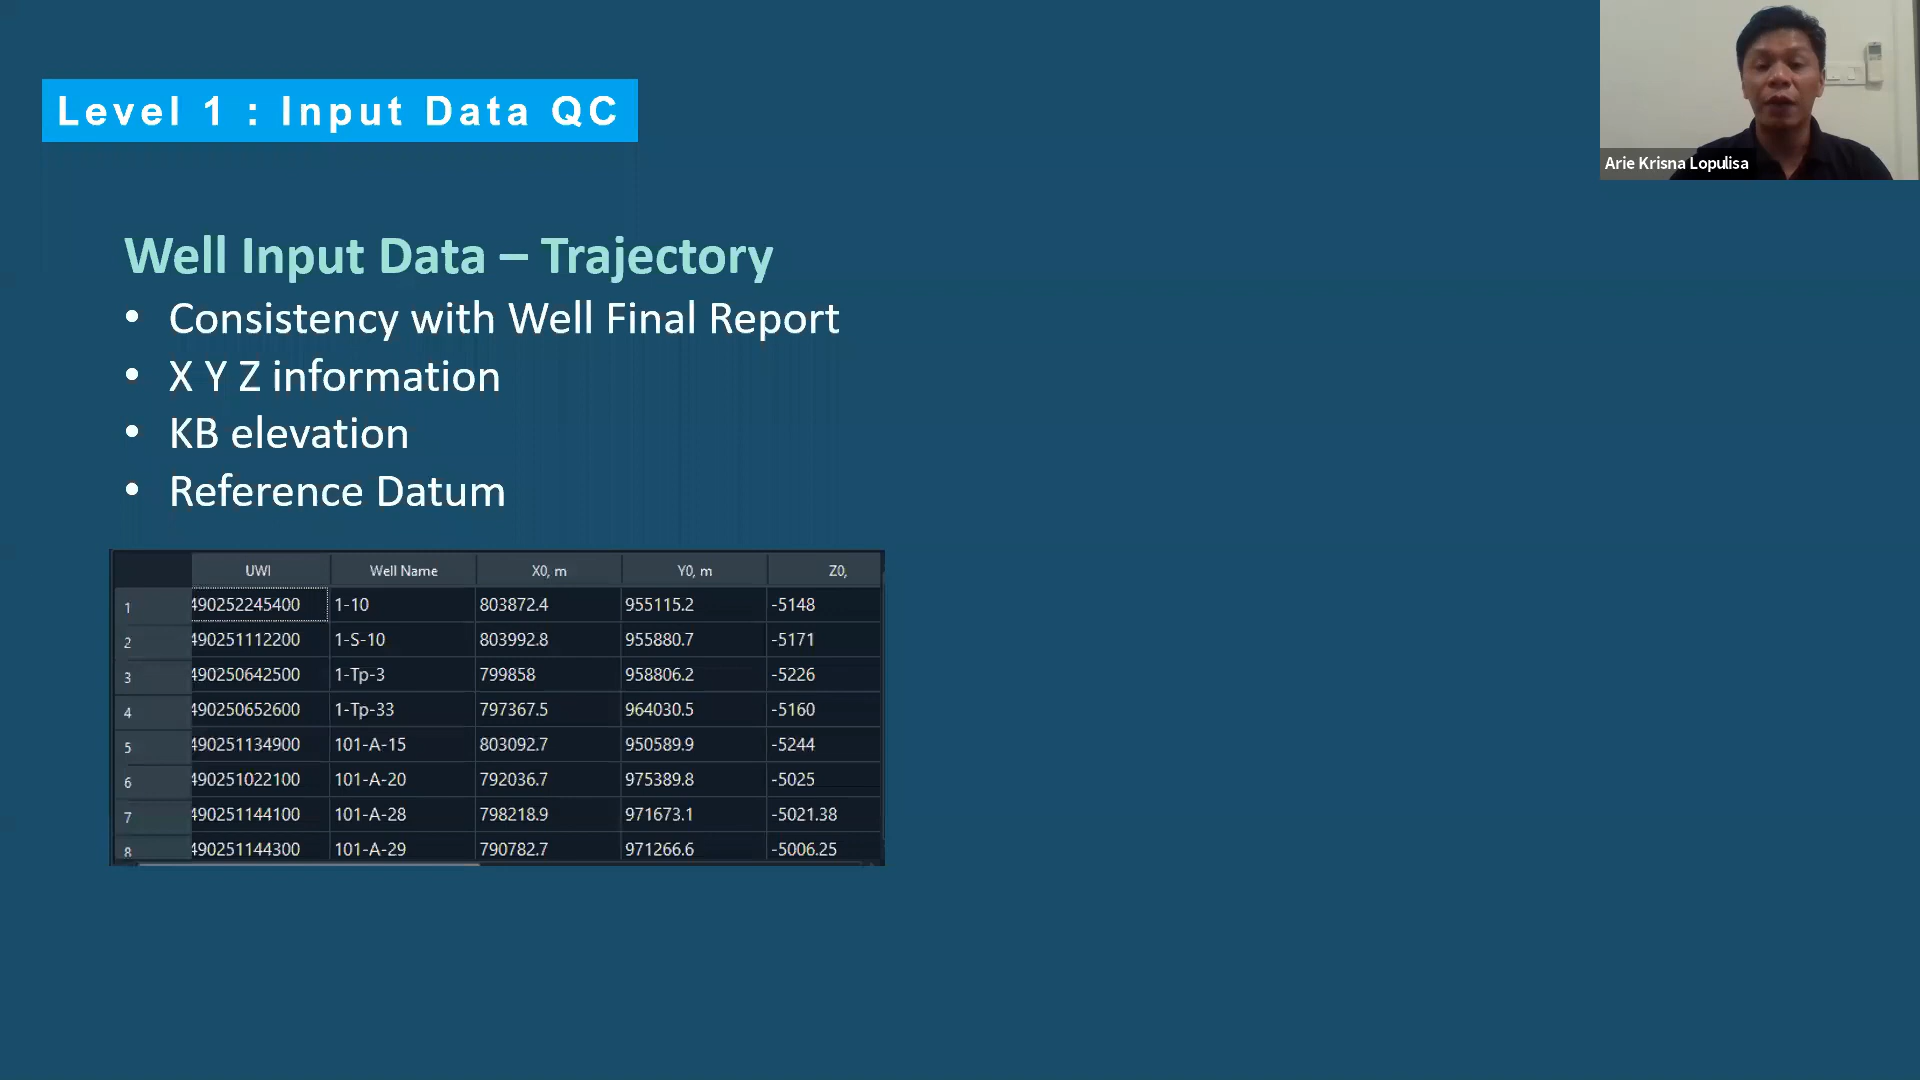 Level 1 : Input Data QC
Arie Krisna Lopulisa
Well Input Data – Trajectory
• Consistency with Well Final Report
• X Y Z information
• KB elevation
• Reference Datum
UWI Well Name X0, m Y0, m Z0,
1 490252245400 1-10 803872.4 955115.2 -5148
2 490251112200 1-S-10 803992.8 955880.7 -5171
3 490250642500 1-Tp-3 799858 958806.2 -5226
4 490250652600 1-Tp-33 797367.5 964030.5 -5160
5 490251134900 101-A-15 803092.7 950589.9 -5244
6 490251022100 101-A-20 792036.7 975389.8 -5025
7 490251144100 101-A-28 798218.9 971673.1 -5021.38
8 490251144300 101-A-29 790782.7 971266.6 -5006.25